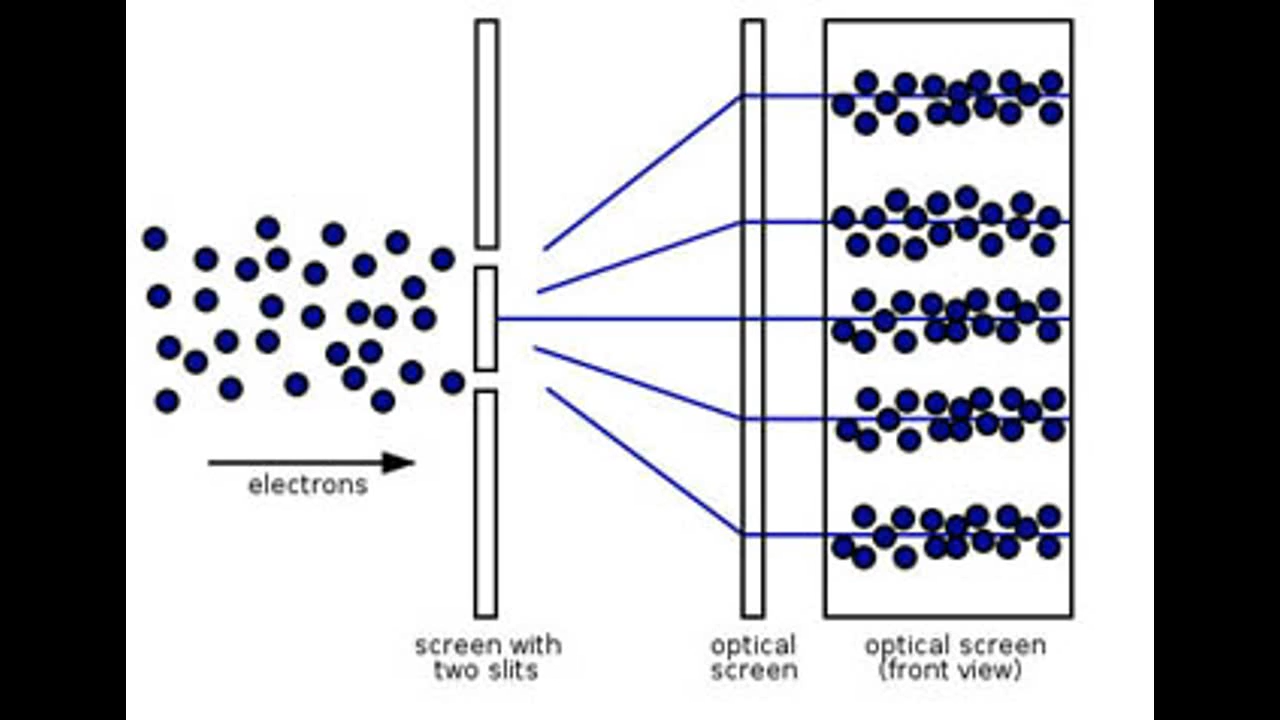 electrons
screen with
two slits
optical
screen
optical screen
(front view)